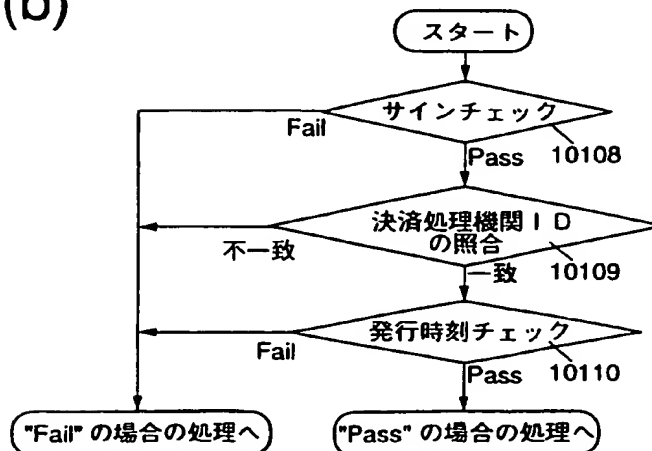 (b)
スタート
サインチェック
Fail
Pass
10108
決済処理機関ID
の照合
不一致
一致
10109
発行時刻チェック
Fail
Pass
10110
"Fail" の場合の処理へ
"Pass" の場合の処理へ